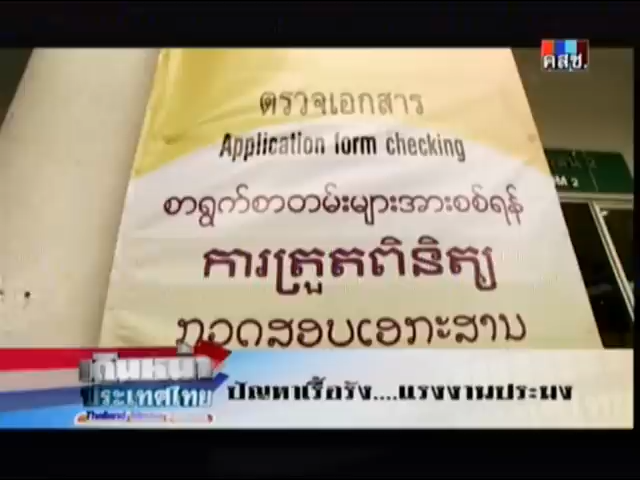 คสช.
ตรวจเอกสาร
Application form checking
စာရွက်စာတမ်းများအားစစ်ရန်
ការត្រួតពិនិត្យ
ກວດສອບເອກະສານ
2
M 2
เดินหน้า
ประเทศไทย
ปัญหาเรื้อรัง....แรงงานประมง